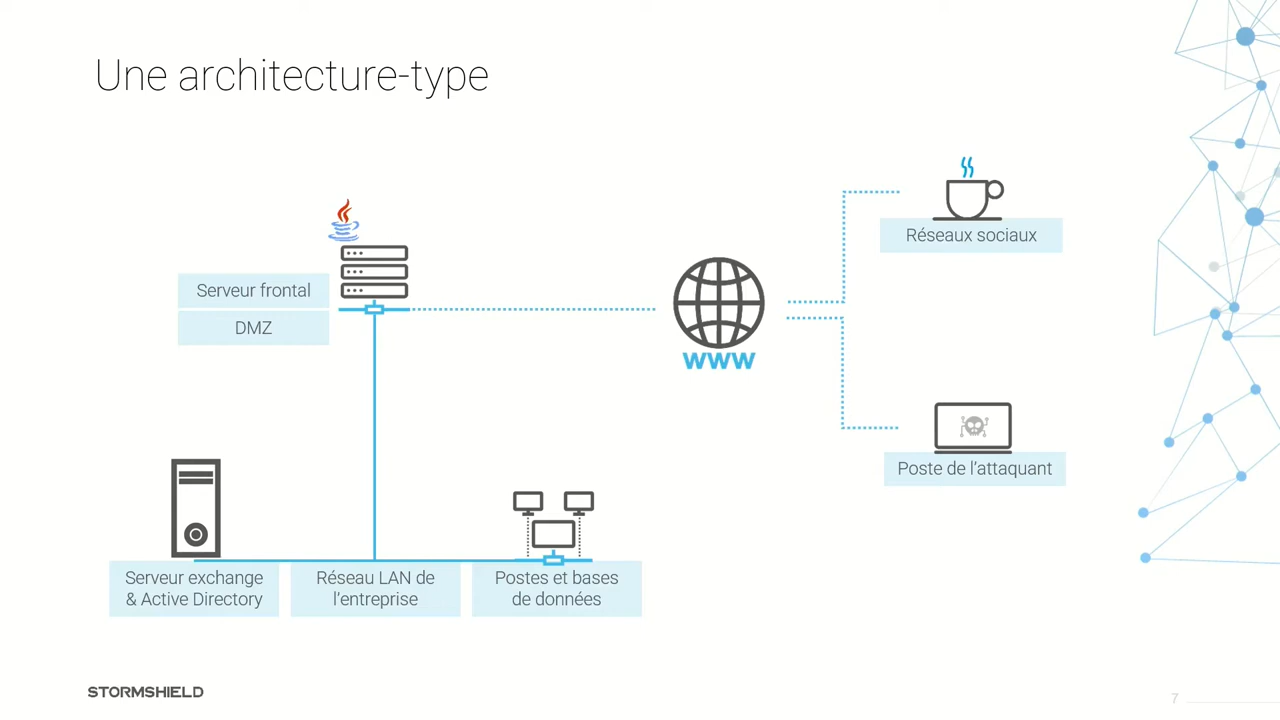 Une architecture-type
Réseaux sociaux
Serveur frontal
DMZ
WWW
Poste de l'attaquant
Serveur exchange
& Active Directory
Réseau LAN de
l'entreprise
Postes et bases
de données
STORMSHIELD
7